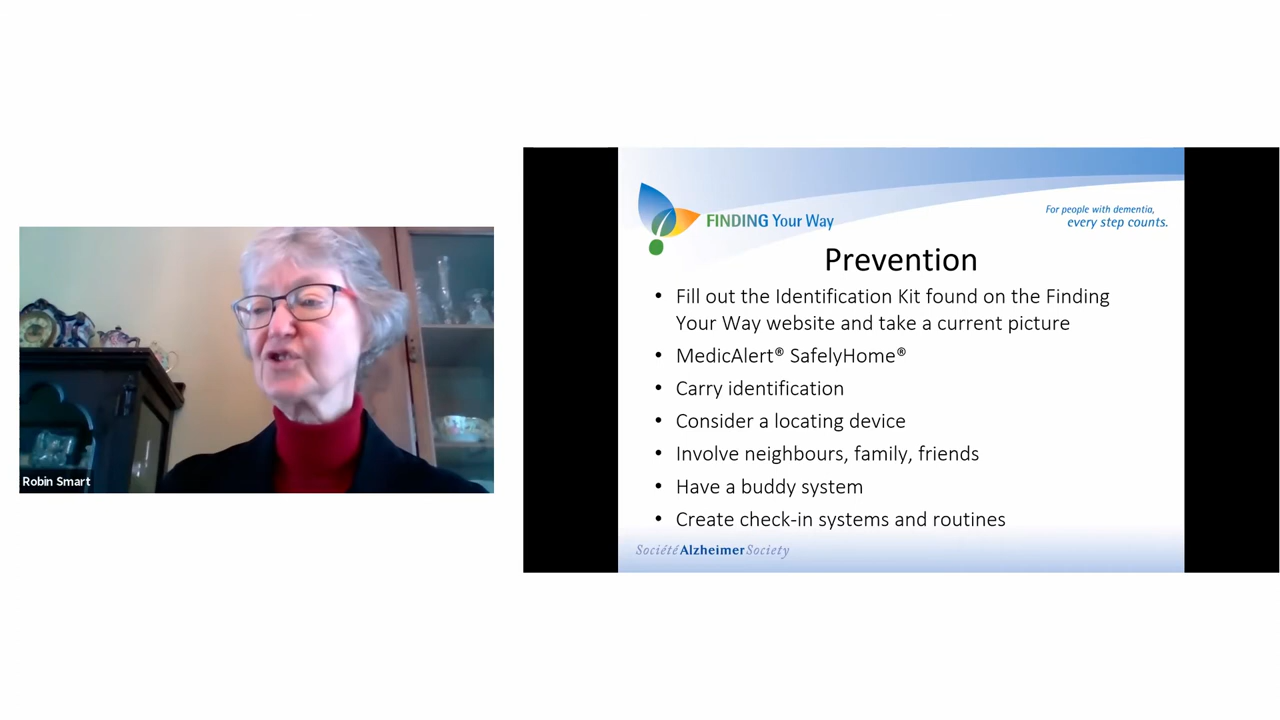 Robin Smart
FINDING Your Way
For people with dementia,
every step counts.
Prevention
• Fill out the Identification Kit found on the Finding
Your Way website and take a current picture
• MedicAlert® SafelyHome®
• Carry identification
• Consider a locating device
• Involve neighbours, family, friends
• Have a buddy system
• Create check-in systems and routines
Société Alzheimer Society